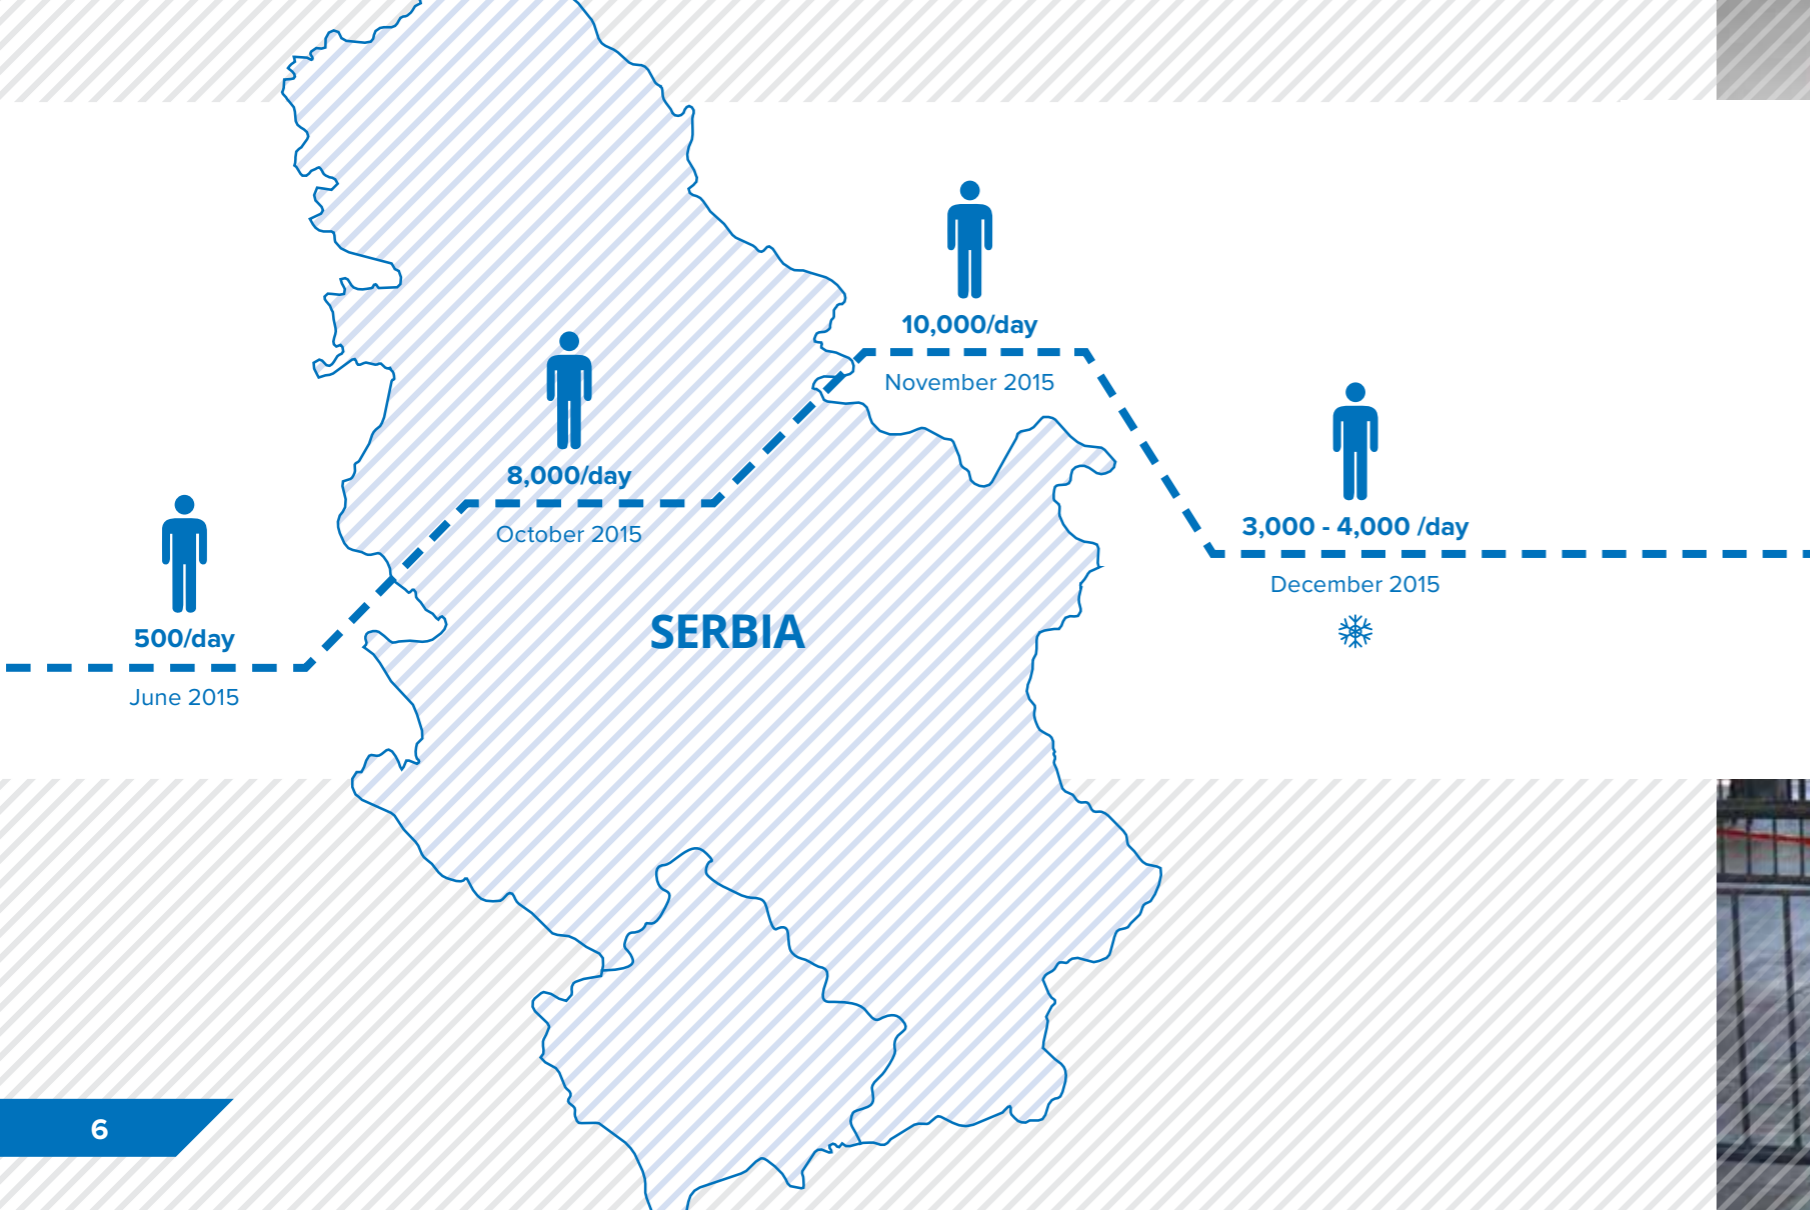 10,000/day
November 2015
8,000/day
October 2015
3,000 - 4,000 /day
December 2015
500/day
June 2015
SERBIA
6